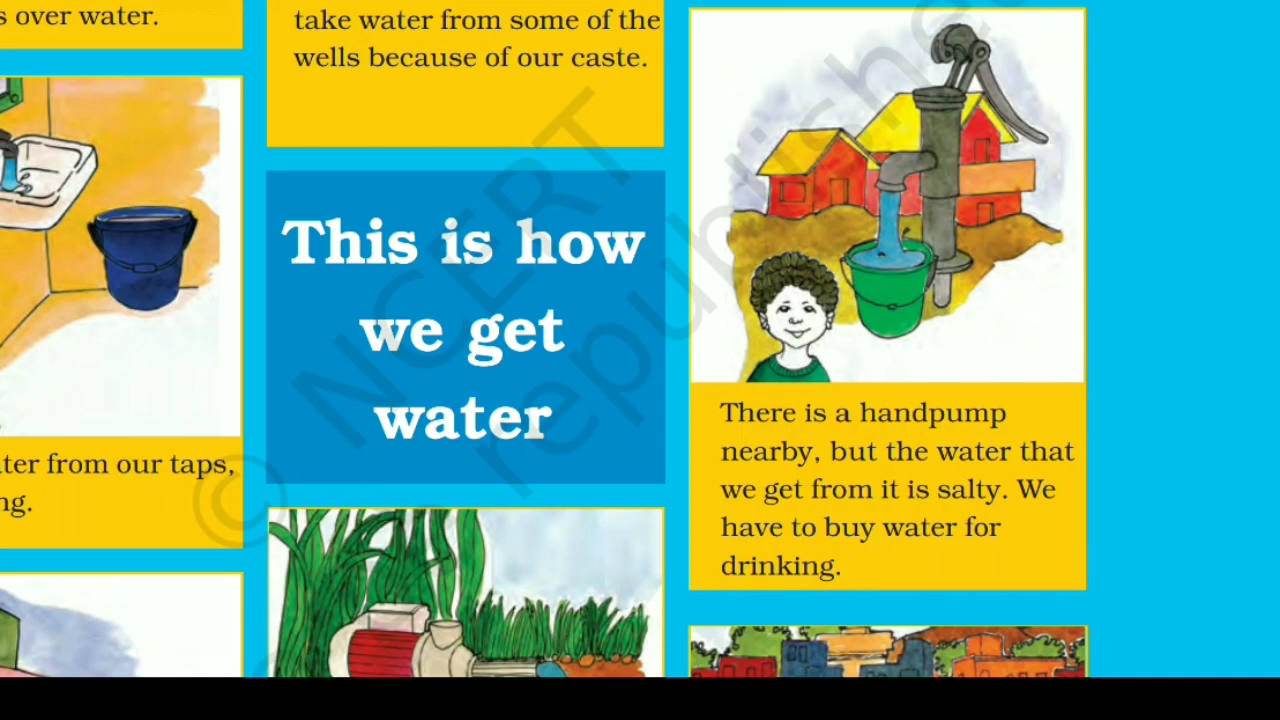 s over water.
take water from some of the
wells because of our caste.
This is how
we get
water
There is a handpump
nearby, but the water that
we get from it is salty. We
have to buy water for
drinking.
ter from our taps,
ng.
© NCERT
republishe